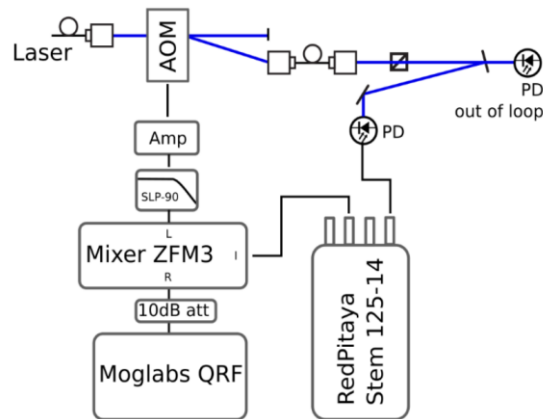 Laser
AOM
PD
out of loop
Amp
PD
SLP-90
L
Mixer ZFM3
I
R
10dB att
Moglabs QRF
RedPitaya
Stem 125-14